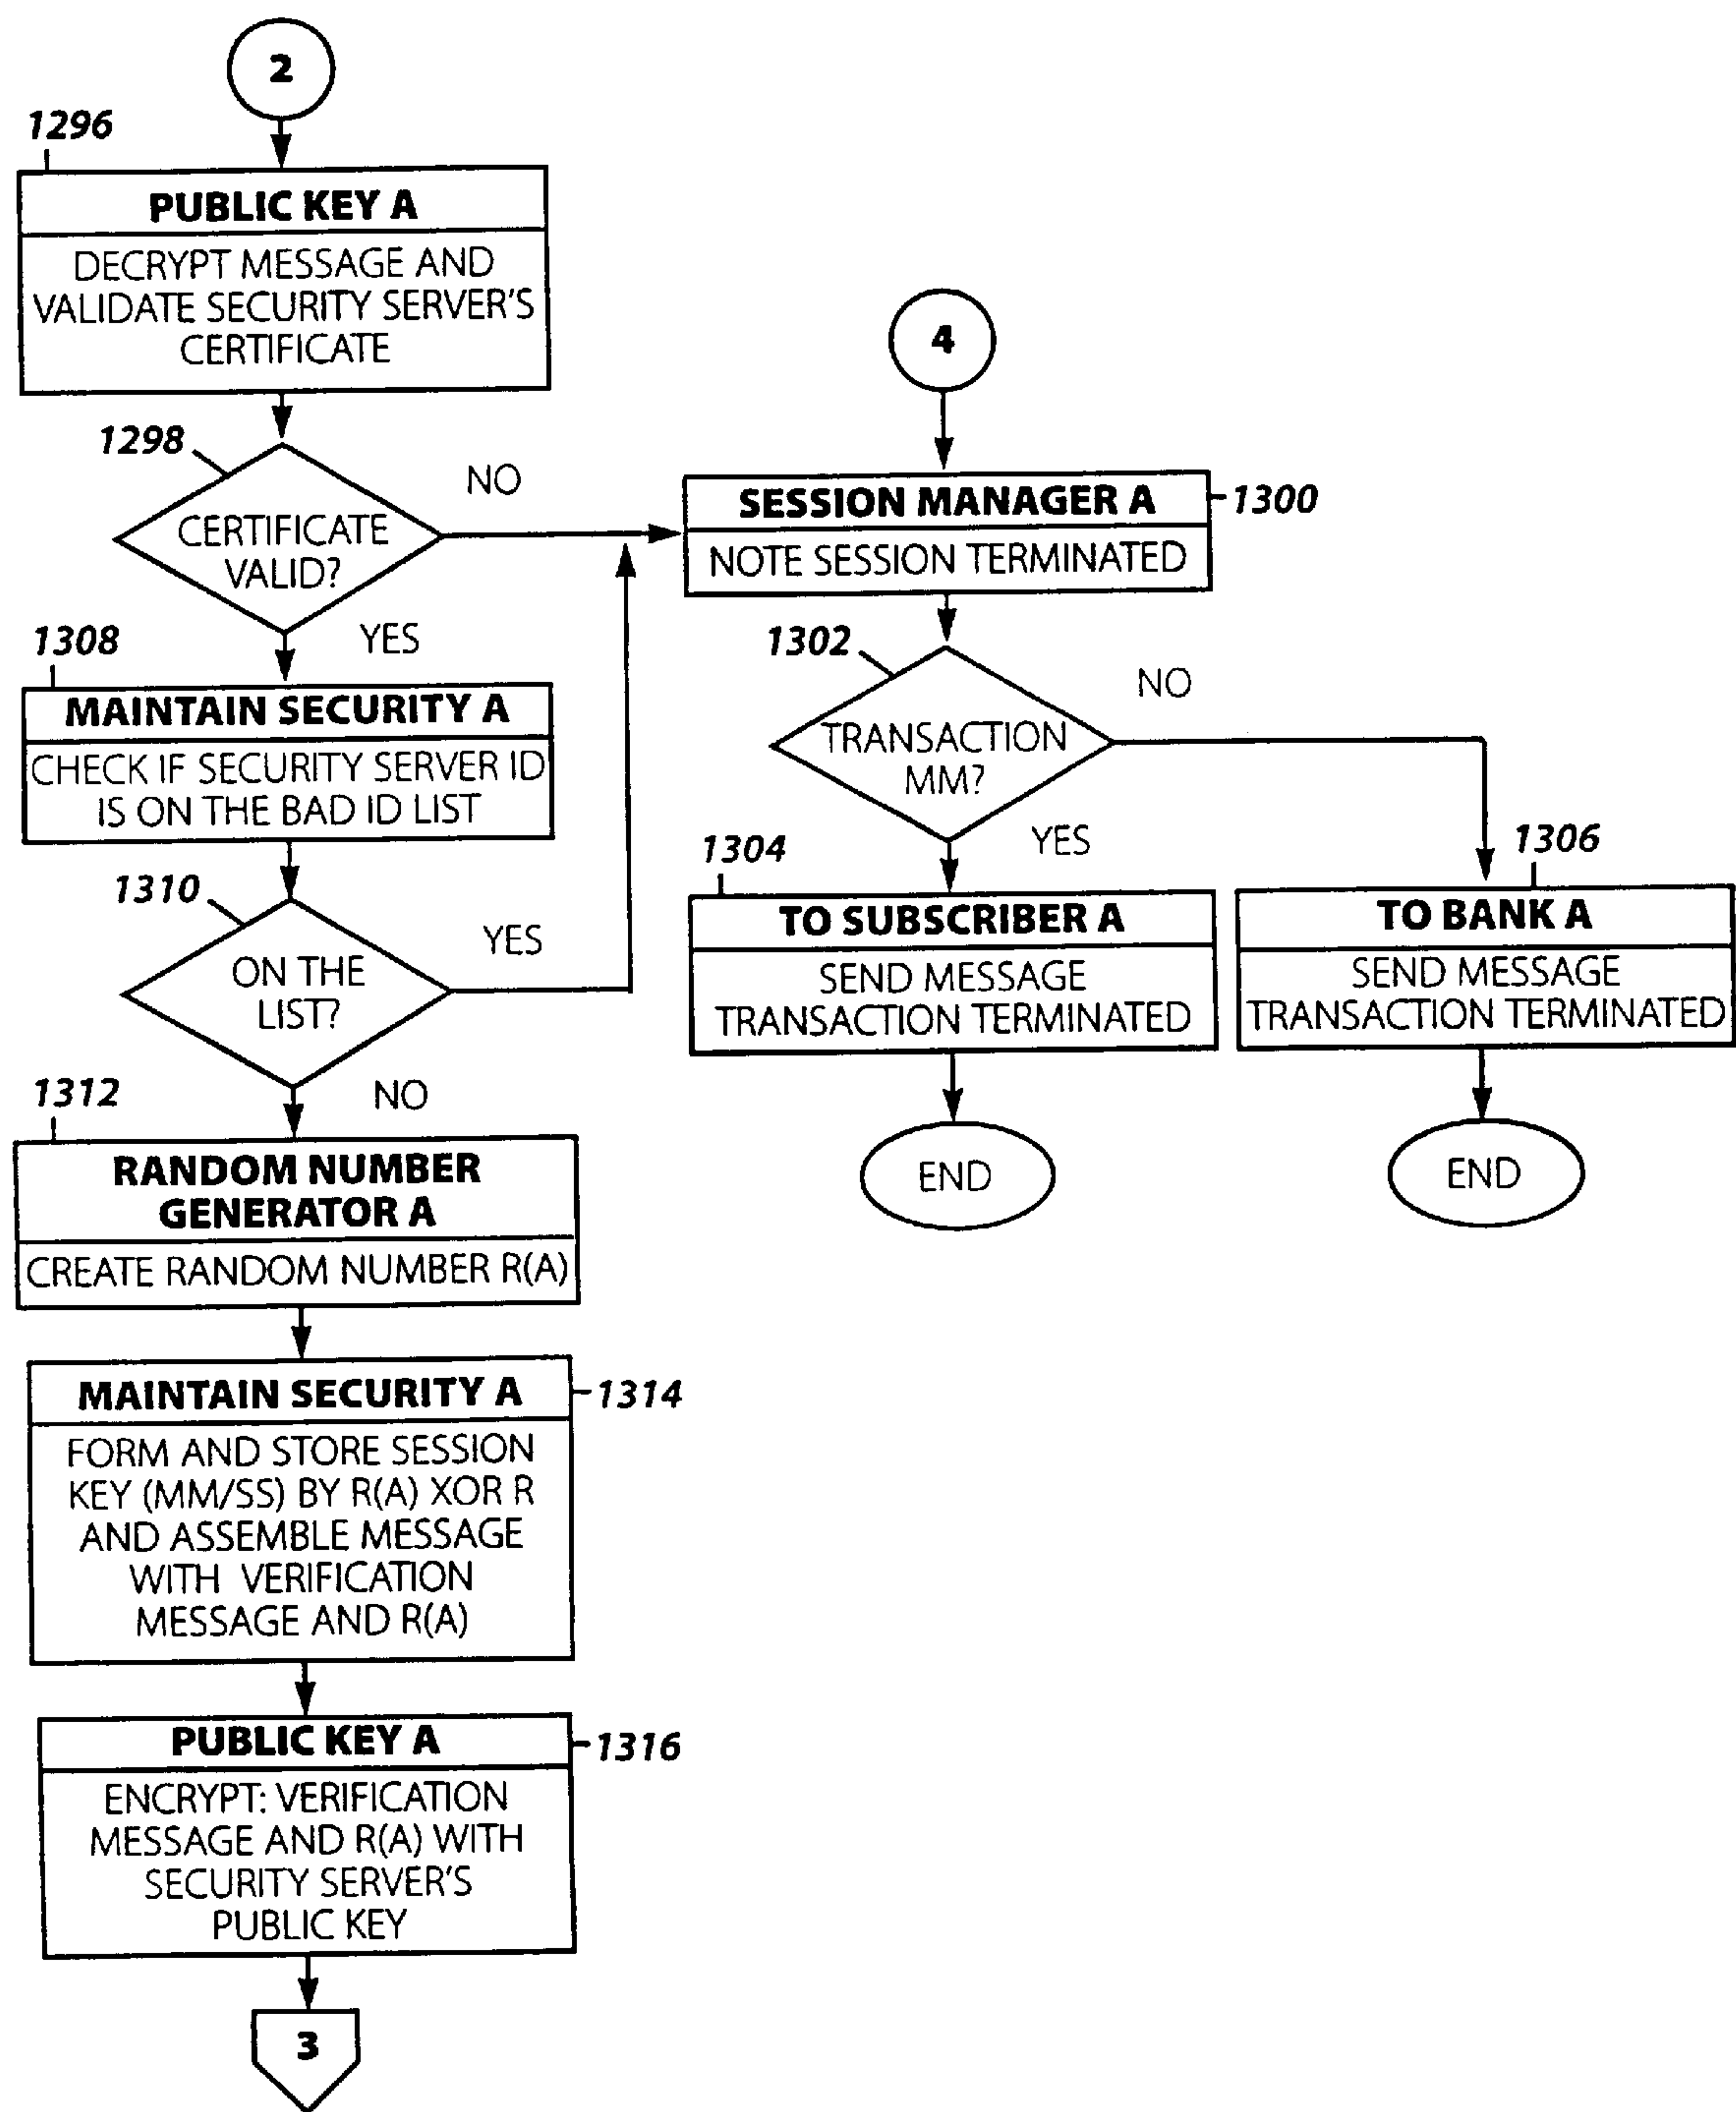 2
1296
PUBLIC KEY A
DECRYPT MESSAGE AND
VALIDATE SECURITY SERVER'S
CERTIFICATE
1298
CERTIFICATE
VALID?
NO
YES
1308
MAINTAIN SECURITY A
CHECK IF SECURITY SERVER ID
IS ON THE BAD ID LIST
1310
ON THE
LIST?
YES
NO
1312
RANDOM NUMBER
GENERATOR A
CREATE RANDOM NUMBER R(A)
MAINTAIN SECURITY A
1314
FORM AND STORE SESSION
KEY (MM/SS) BY R(A) XOR R
AND ASSEMBLE MESSAGE
WITH VERIFICATION
MESSAGE AND R(A)
PUBLIC KEY A
1316
ENCRYPT: VERIFICATION
MESSAGE AND R(A) WITH
SECURITY SERVER'S
PUBLIC KEY
3
4
SESSION MANAGER A
1300
NOTE SESSION TERMINATED
1302
TRANSACTION
MM?
NO
YES
1304
TO SUBSCRIBER A
SEND MESSAGE
TRANSACTION TERMINATED
END
1306
TO BANK A
SEND MESSAGE
TRANSACTION TERMINATED
END